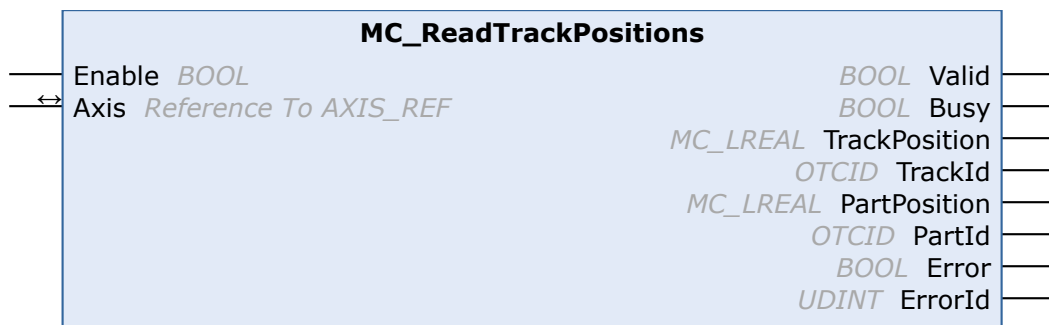 MC_ReadTrackPositions
Enable BOOL BOOL Valid
↔ Axis Reference To AXIS_REF BOOL Busy
MC_LREAL TrackPosition
OTCID TrackId
MC_LREAL PartPosition
OTCID PartId
BOOL Error
UDINT ErrorId